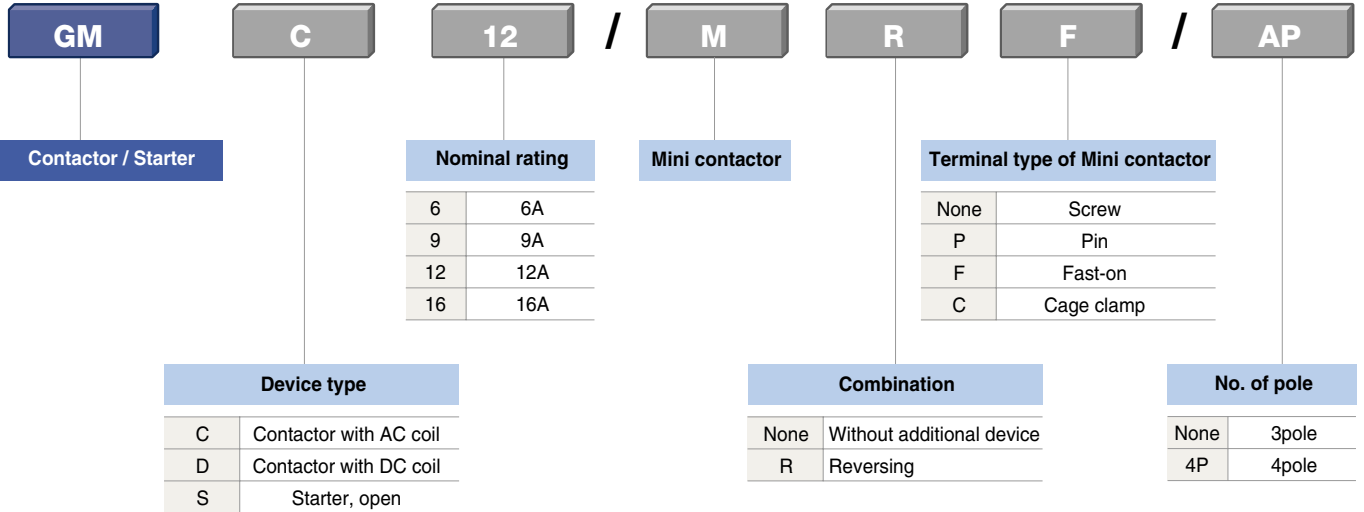 GM C 12 / M R F / AP
Contactor / Starter
Nominal rating
6 6A
9 9A
12 12A
16 16A
Mini contactor
Terminal type of Mini contactor
None Screw
P Pin
F Fast-on
C Cage clamp
Device type
C Contactor with AC coil
D Contactor with DC coil
S Starter, open
Combination
None Without additional device
R Reversing
No. of pole
None 3pole
4P 4pole